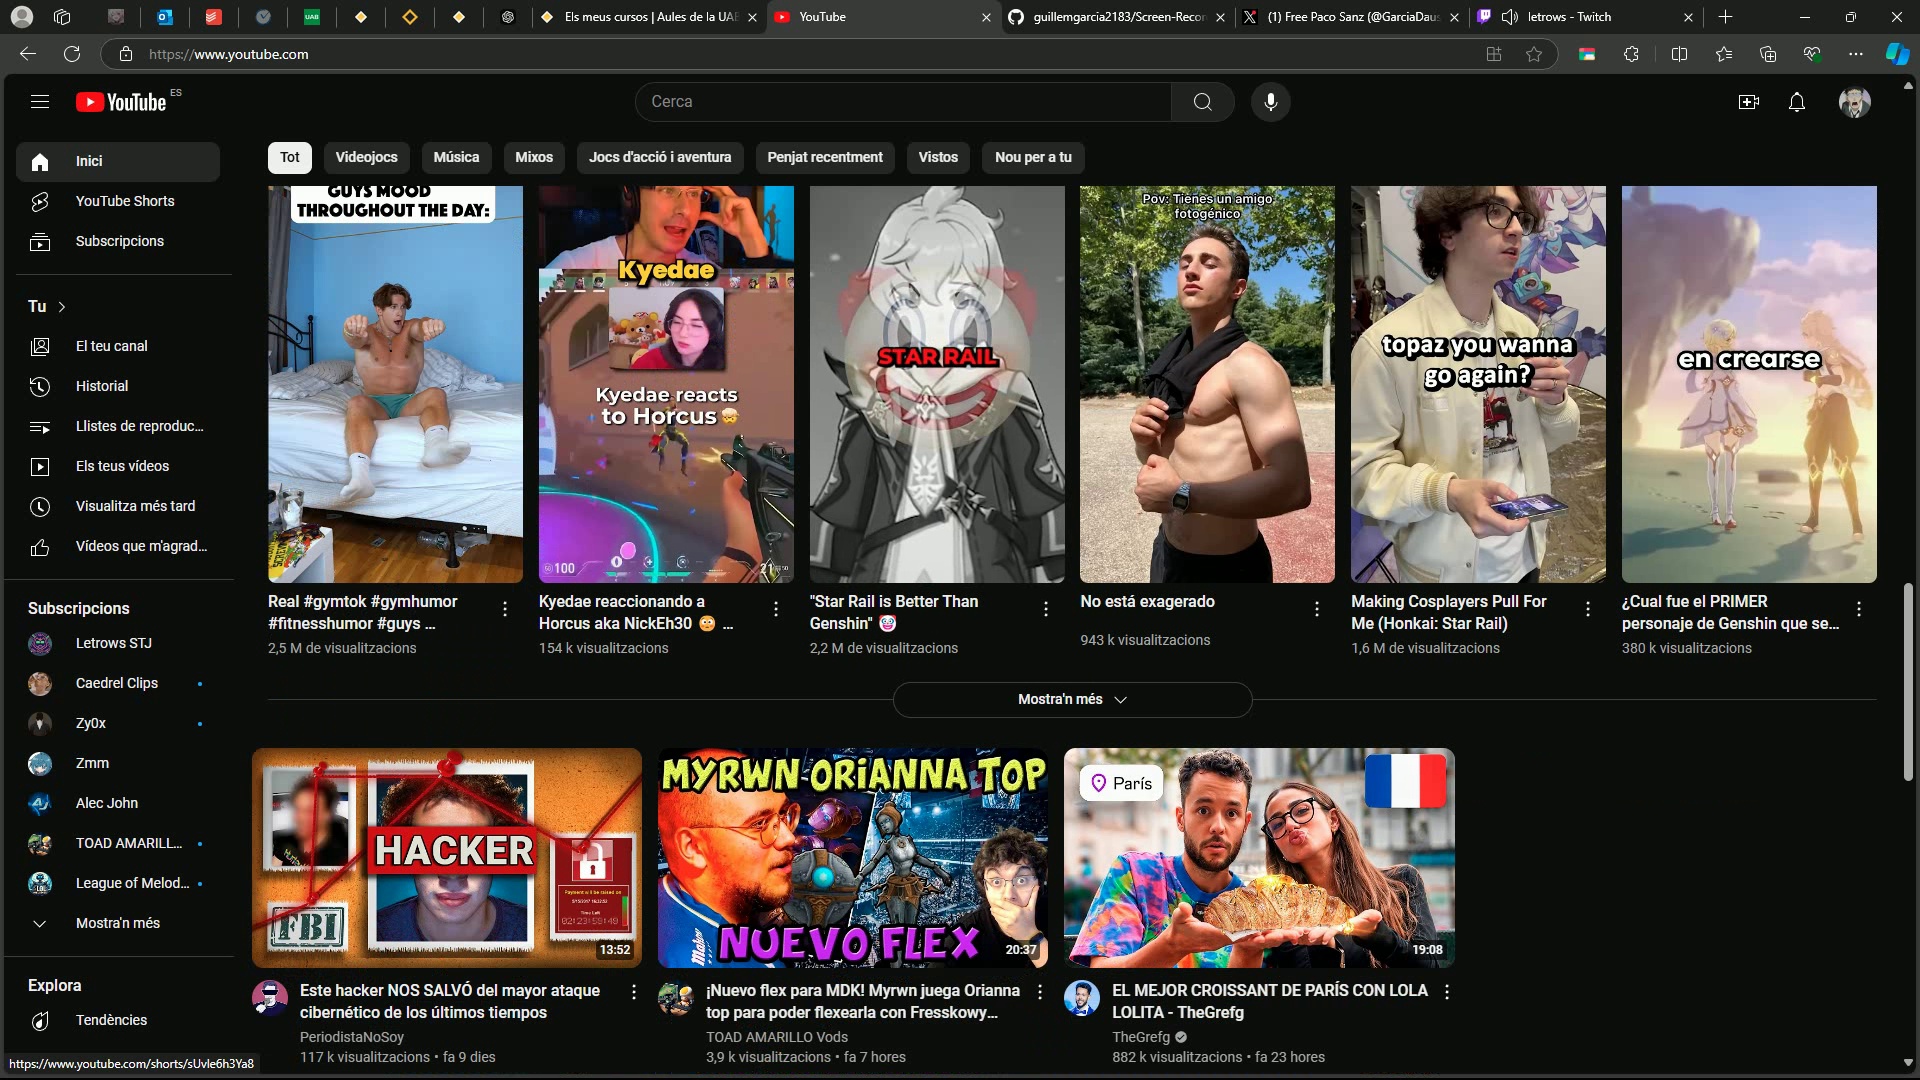 UAB
Els meus cursos | Aules de la UAB
YouTube
guillemgarcia2183/Screen-Recor
(1) Free Paco Sanz (@GarciaDaus
letrows - Twitch
https://www.youtube.com
YouTube ES
Cerca
Inici
YouTube Shorts
Subscripcions
Tu
El teu canal
Historial
Llistes de reproduc...
Els teus vídeos
Visualitza més tard
Vídeos que m'agrad...
Subscripcions
Letrows STJ
Caedrel Clips
Zy0x
Zmm
Alec John
TOAD AMARILL...
League of Melod...
Mostra'n més
Explora
Tendències
Tot
Videojocs
Música
Mixos
Jocs d'acció i aventura
Penjat recentment
Vistos
Nou per a tu
GUYS MOOD
THROUGHOUT THE DAY:
Kyedae
Kyedae reacts
to Horcus
100
21
STAR RAIL
Pov: Tienes un amigo
fotogénico
topaz you wanna
go again?
en crearse
Real #gymtok #gymhumor
#fitnesshumor #guys ...
2,5 M de visualitzacions
Kyedae reaccionando a
Horcus aka NickEh30 😳 ...
154 k visualitzacions
"Star Rail is Better Than
Genshin" 🤡
2,2 M de visualitzacions
No está exagerado
943 k visualitzacions
Making Cosplayers Pull For
Me (Honkai: Star Rail)
1,6 M de visualitzacions
¿Cual fue el PRIMER
personaje de Genshin que se...
380 k visualitzacions
Mostra'n més
HACKER
FBI
Payment will be raised on
Time Left
13:52
MYRWN ORIANNA TOP
NUEVO FLEX
20:37
París
19:08
Este hacker NOS SALVÓ del mayor ataque
cibernético de los últimos tiempos
PeriodistaNoSoy
117 k visualitzacions • fa 9 dies
¡Nuevo flex para MDK! Myrwn juega Orianna
top para poder flexearla con Fresskowy...
TOAD AMARILLO Vods
3,9 k visualitzacions • fa 7 hores
EL MEJOR CROISSANT DE PARÍS CON LOLA
LOLITA - TheGrefg
TheGrefg
882 k visualitzacions • fa 23 hores
https://www.youtube.com/shorts/sUvle6h3Ya8